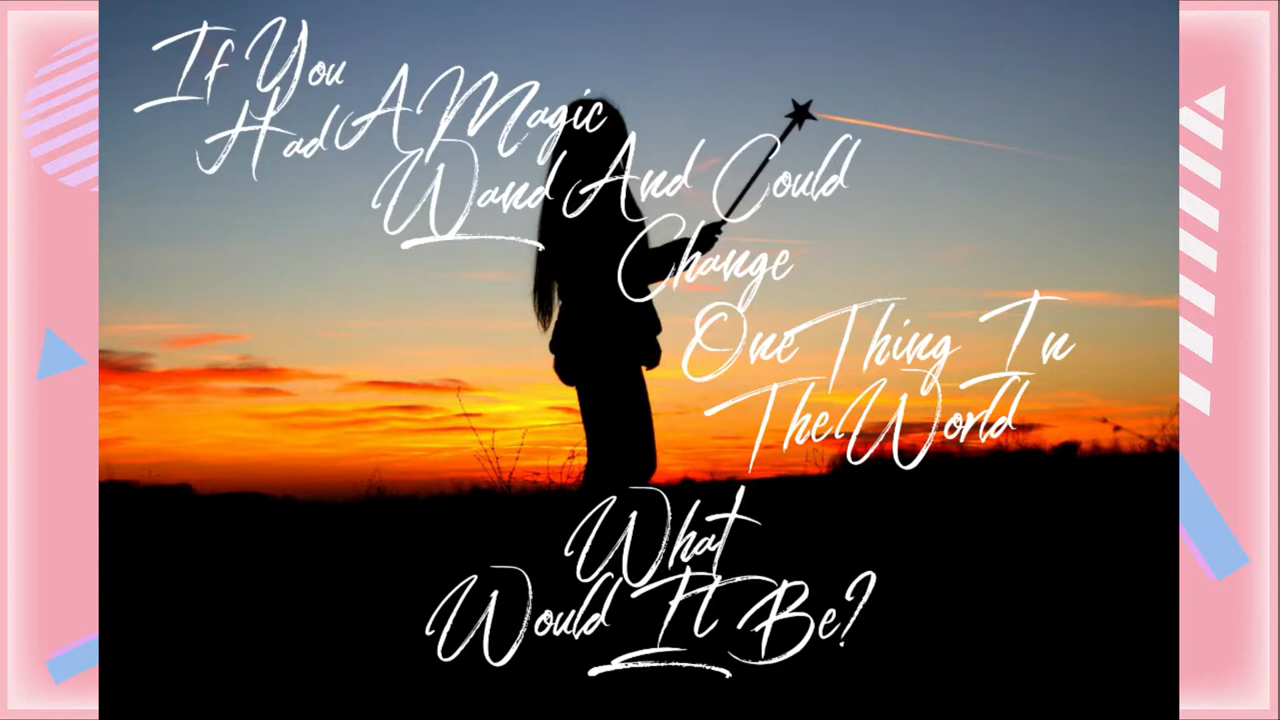 If You
Had A Magic
Wand And Could
Change
One Thing In
The World
What
Would It Be?